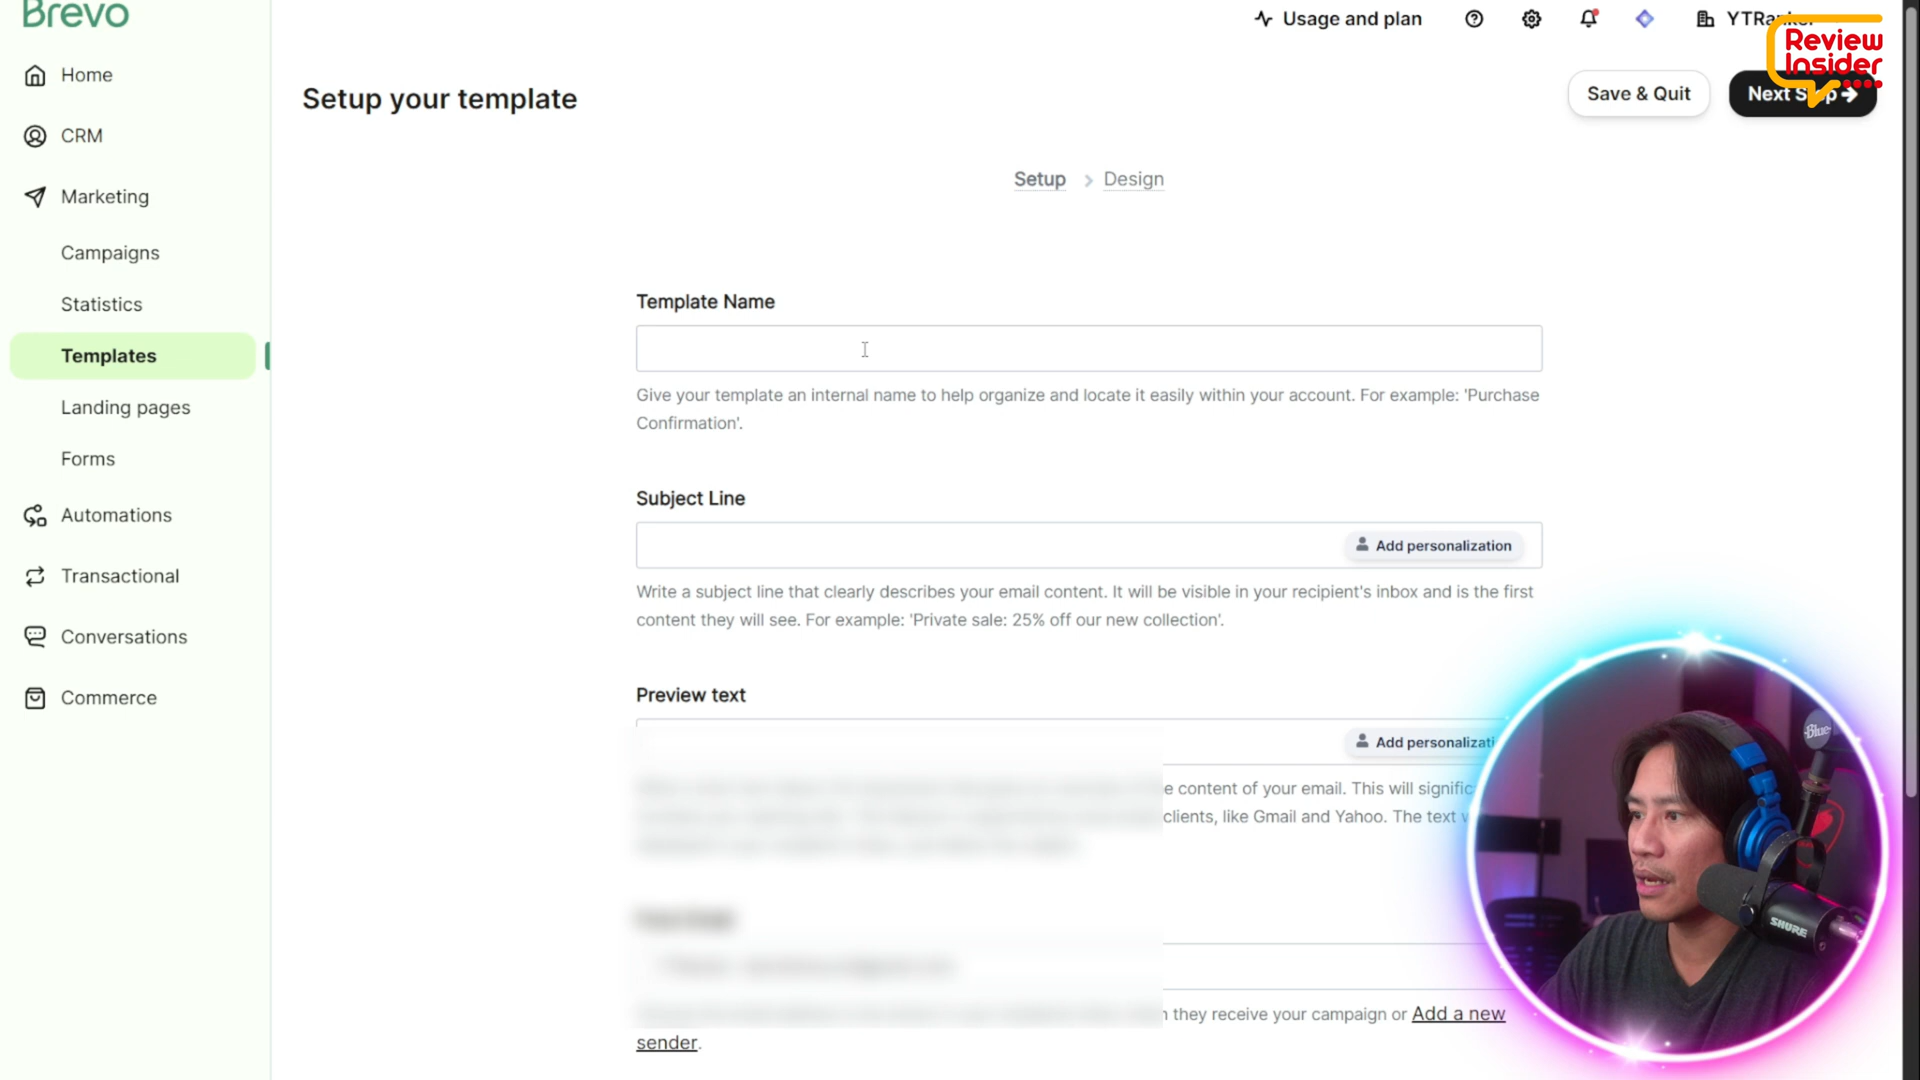 Brevo
Usage and plan
Review
Insider
Setup your template
Save & Quit
Home
CRM
Marketing
Campaigns
Statistics
Templates
Landing pages
Forms
Automations
Transactional
Conversations
Commerce
Setup
Design
Template Name
Give your template an internal name to help organize and locate it easily within your account. For example: 'Purchase
Confirmation'.
Subject Line
Add personalization
Write a subject line that clearly describes your email content. It will be visible in your recipient's inbox and is the first
content they will see. For example: 'Private sale: 25% off our new collection'.
Preview text
Add personalizati
e content of your email. This will signific
clients, like Gmail and Yahoo. The text
they receive your campaign or Add a new
sender.
Blue
SHURE